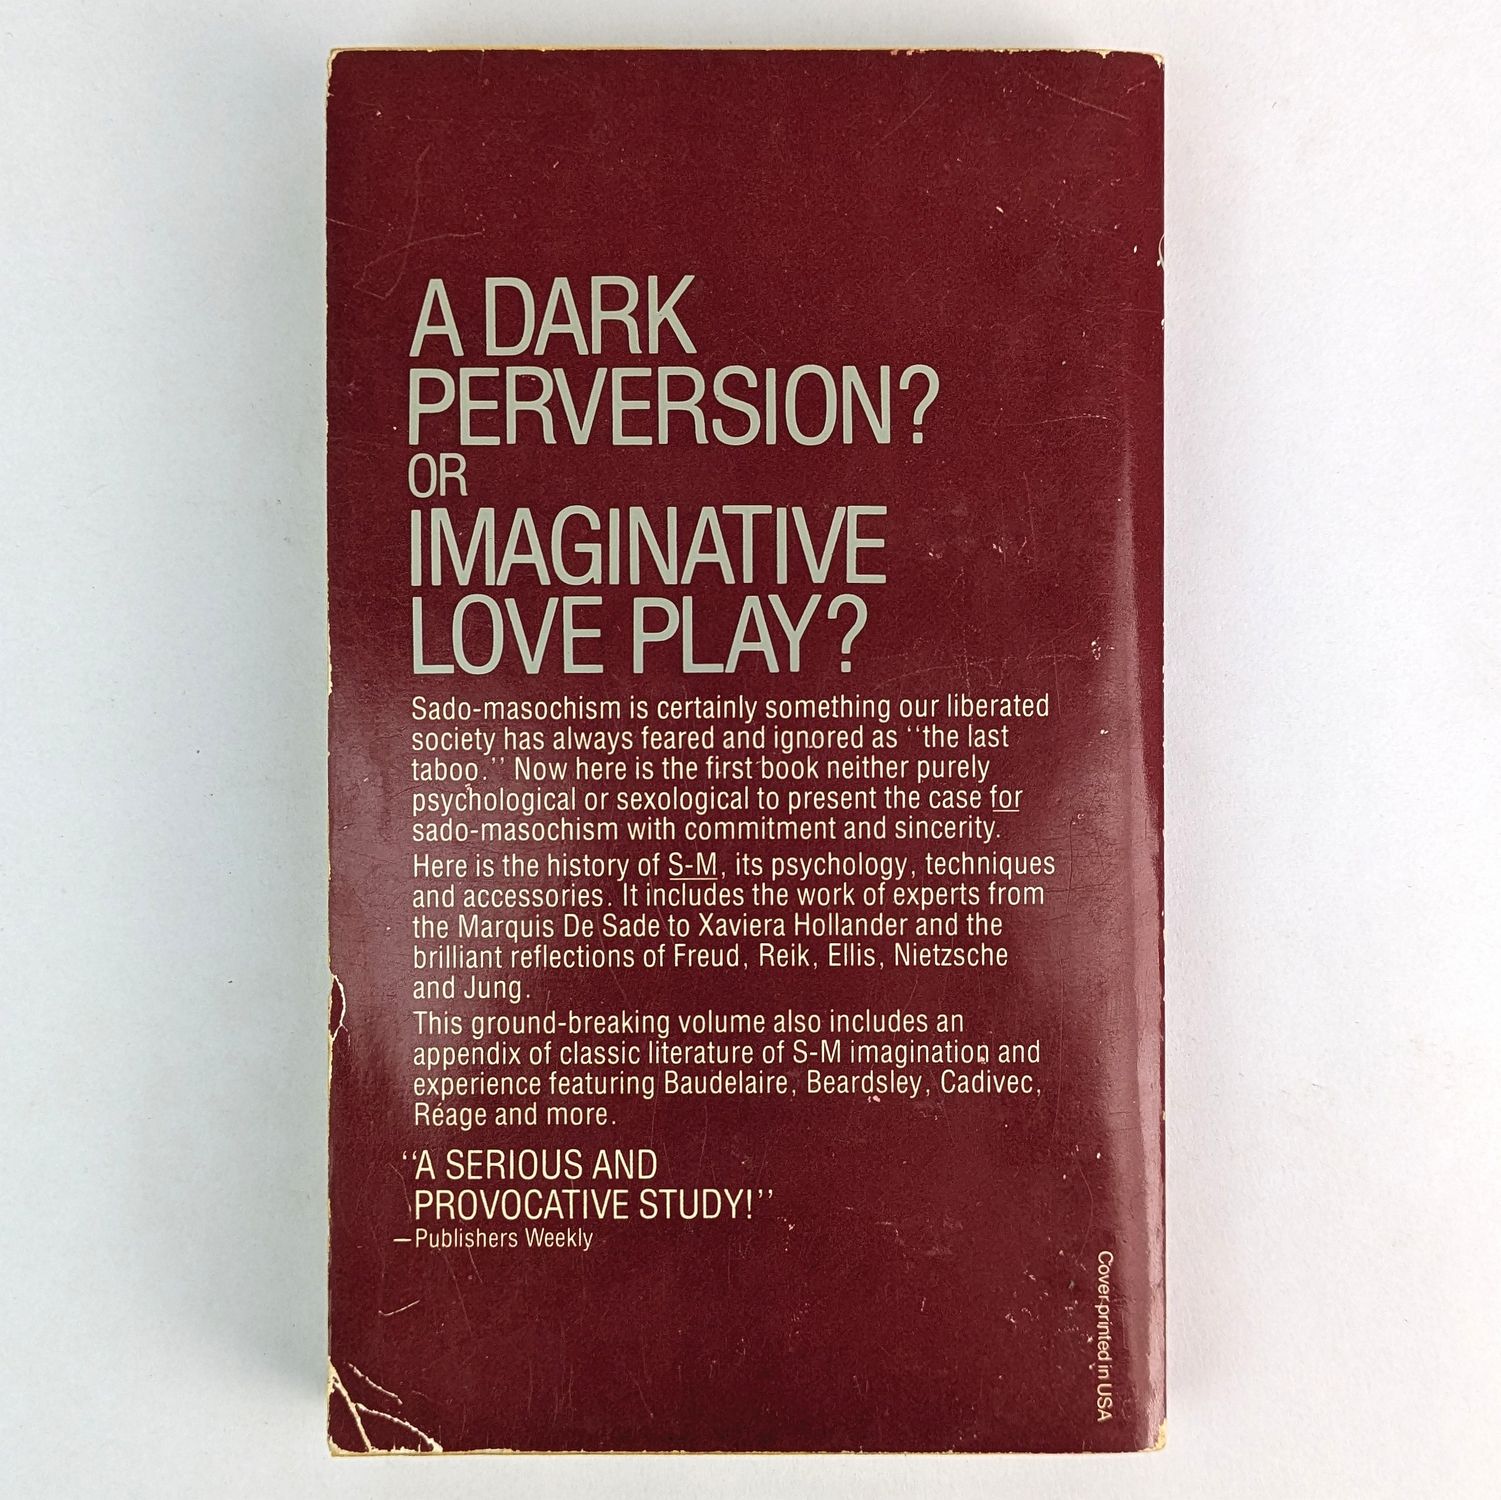 A DARK
PERVERSION?
OR
IMAGINATIVE
LOVE PLAY?
Sado-masochism is certainly something our liberated
society has always feared and ignored as ‘‘the last
taboo.’’ Now here is the first book neither purely
psychological or sexological to present the case for
sado-masochism with commitment and sincerity.
Here is the history of S-M, its psychology, techniques
and accessories. It includes the work of experts from
the Marquis De Sade to Xaviera Hollander and the
brilliant reflections of Freud, Reik, Ellis, Nietzsche
and Jung.
This ground-breaking volume also includes an
appendix of classic literature of S-M imagination and
experience featuring Baudelaire, Beardsley, Cadivec,
Réage and more.
‘‘A SERIOUS AND
PROVOCATIVE STUDY!’’
—Publishers Weekly
Cover printed in USA